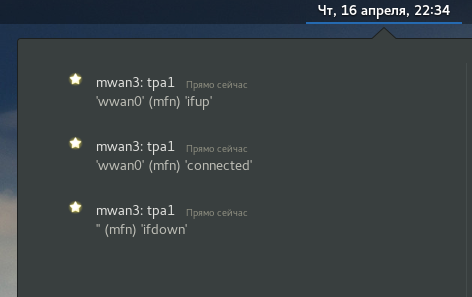 Чт, 16 апреля, 22:34
mwan3: tpa1 Прямо сейчас
'wwan0' (mfn) 'ifup'
mwan3: tpa1 Прямо сейчас
'wwan0' (mfn) 'connected'
mwan3: tpa1 Прямо сейчас
'' (mfn) 'ifdown'